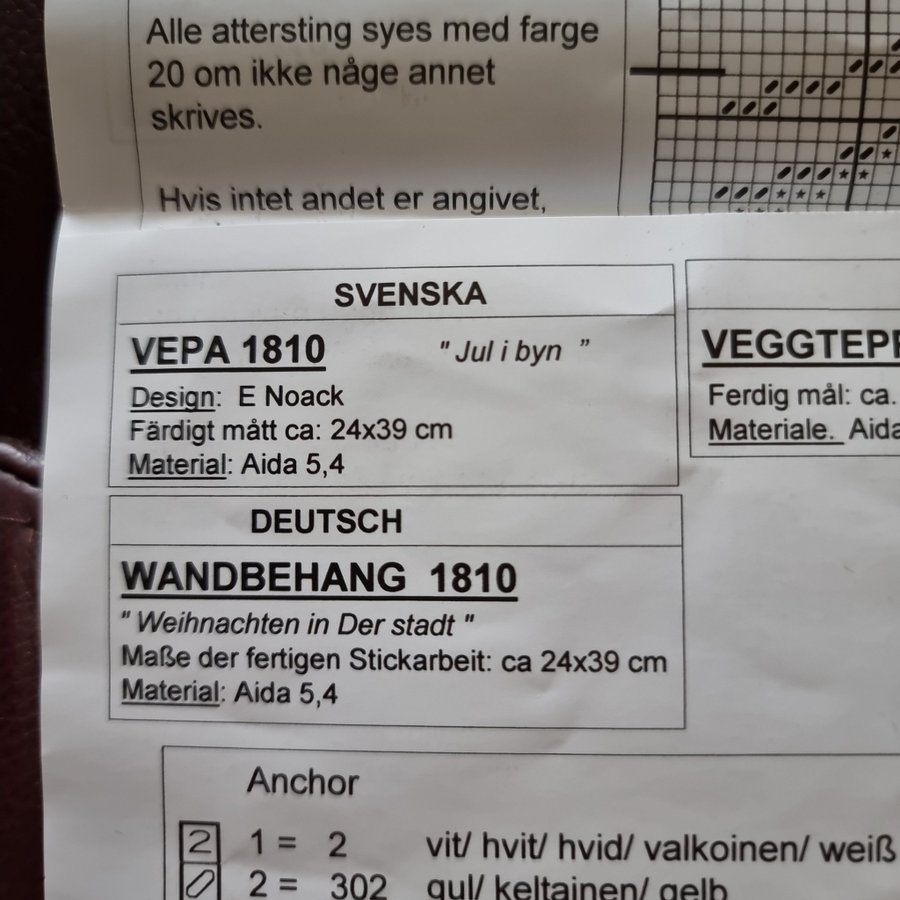 Alle attersting syes med farge
20 om ikke någe annet
skrives.
Hvis intet andet er angivet,
SVENSKA
VEPA 1810 "Jul i byn ”
Design: E Noack
Färdigt mått ca: 24x39 cm
Material: Aida 5,4
VEGGTEPP
Ferdig mål: ca.
Materiale. Aida
DEUTSCH
WANDBEHANG 1810
" Weihnachten in Der stadt "
Maße der fertigen Stickarbeit: ca 24x39 cm
Material: Aida 5,4
Anchor
2 1 = 2 vit/ hvit/ hvid/ valkoinen/ weiß
2 = 302 gul/ keltainen/ gelb